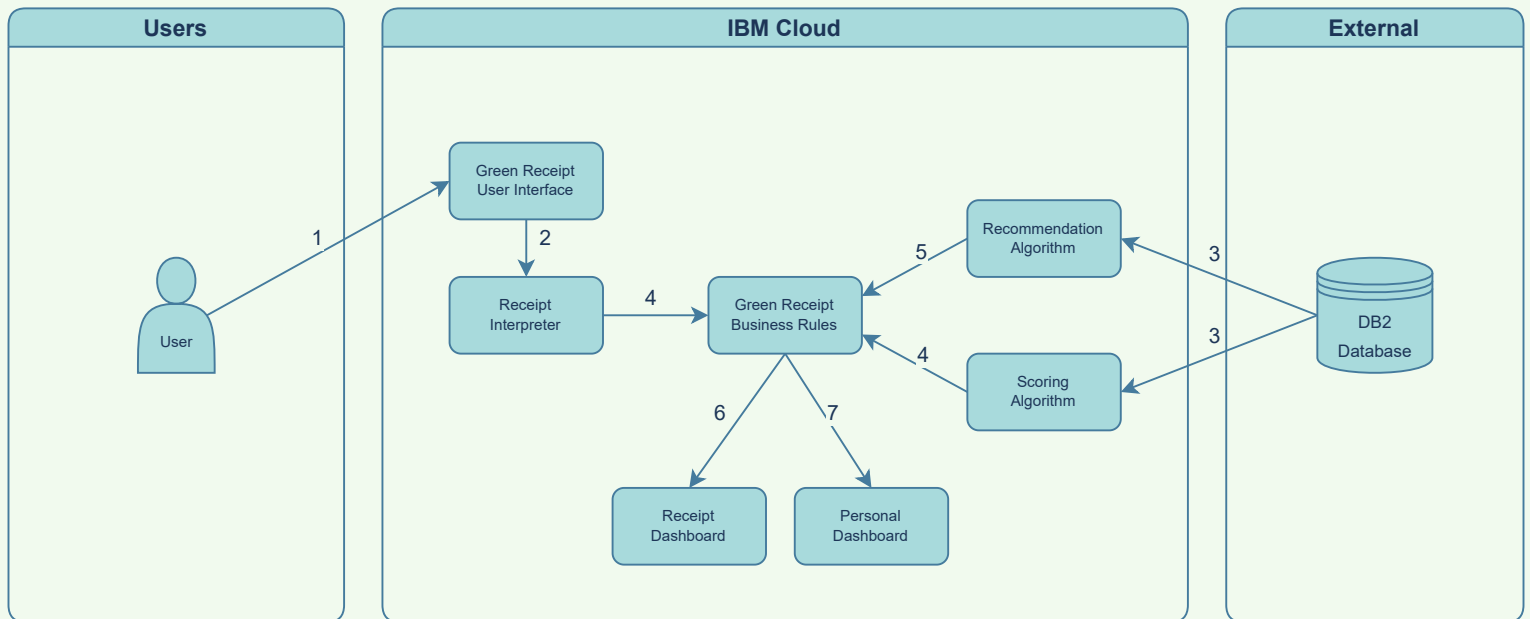 Users
IBM Cloud
External
Green Receipt
User Interface
1
2
Recommendation
Algorithm
5
3
User
Receipt
Interpreter
4
Green Receipt
Business Rules
DB2
Database
3
4
Scoring
Algorithm
6
7
Receipt
Dashboard
Personal
Dashboard